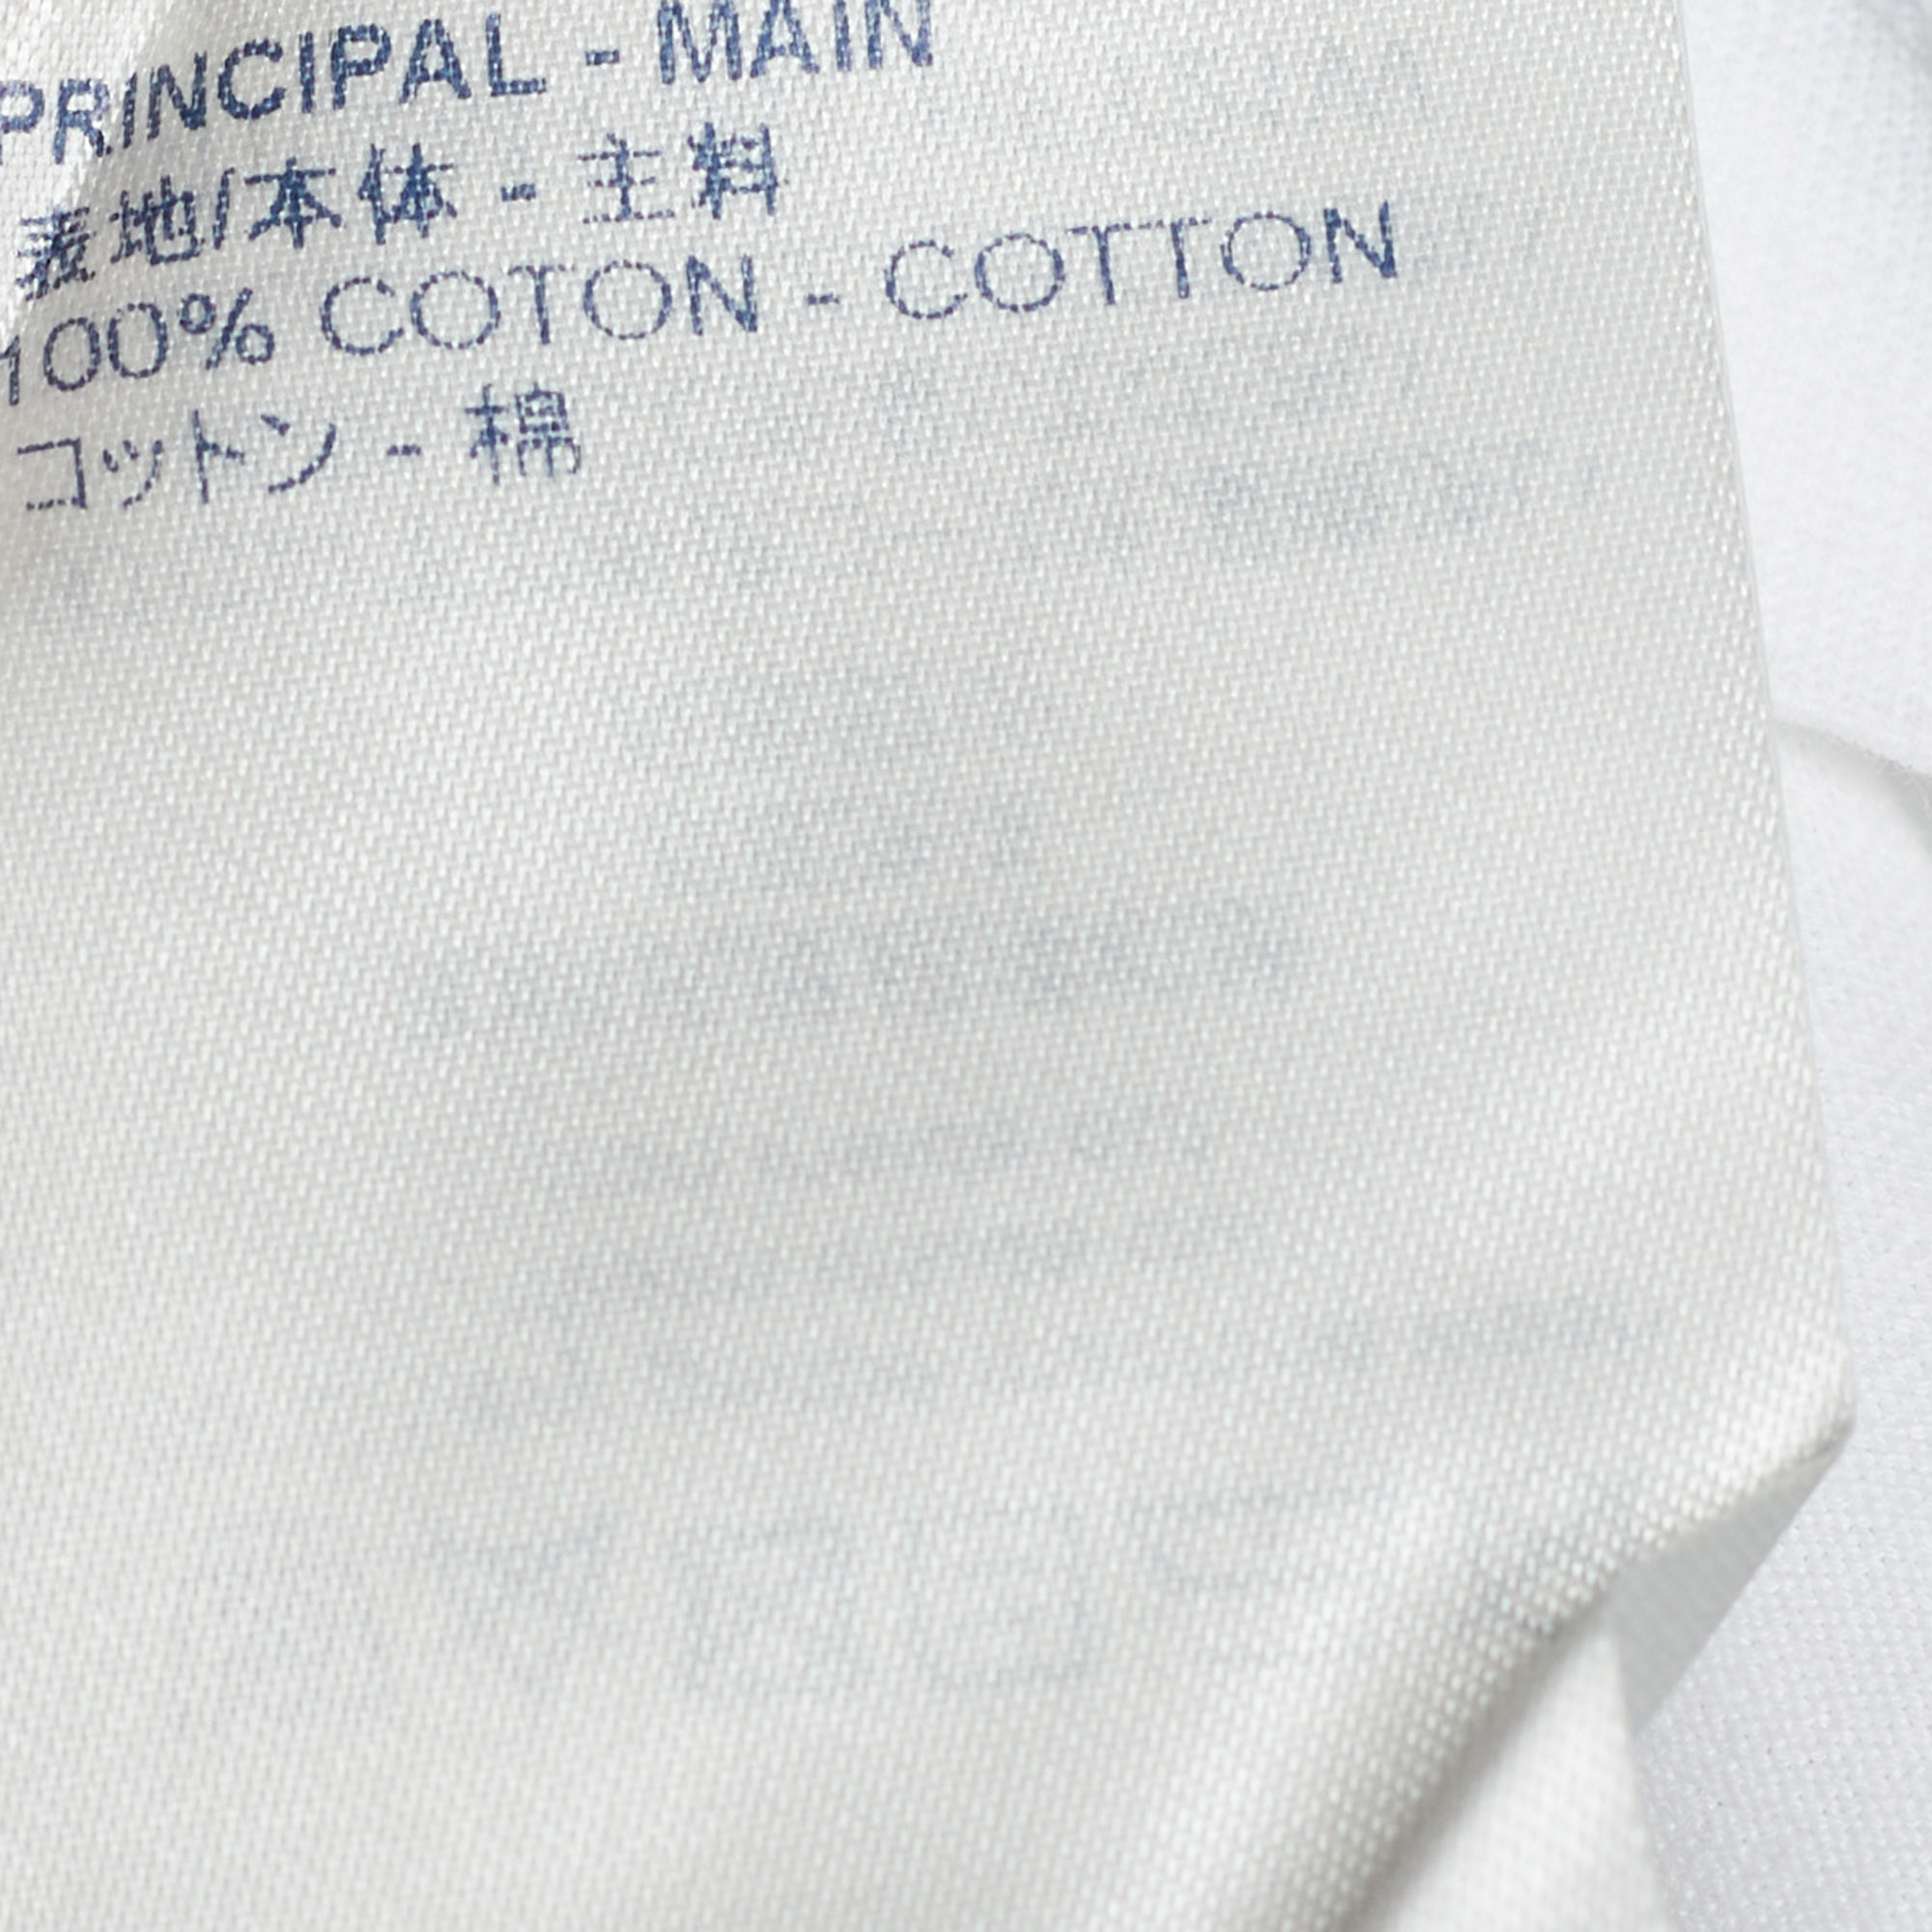 PRINCIPAL - MAIN
表地/本体 - 主料
100% COTON - COTTON
コットン - 棉